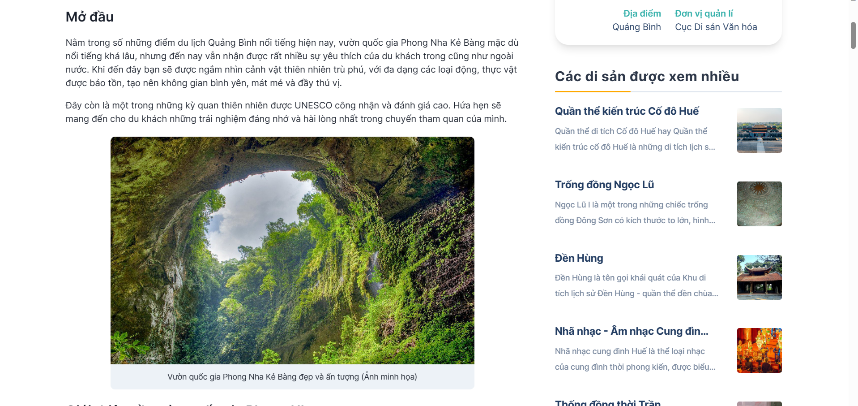 Mở đầu
Nằm trong số những điểm du lịch Quảng Bình nổi tiếng hiện nay, vườn quốc gia Phong Nha Kẻ Bàng mặc dù
nổi tiếng khá lâu, nhưng đến nay vẫn nhận được rất nhiều sự yêu thích của du khách trong cũng như ngoài
nước. Khi đến đây bạn sẽ được ngắm nhìn cảnh vật thiên nhiên trù phú, với đa dạng các loại động, thực vật
được bảo tồn, tạo nên không gian bình yên, mát mẻ và đầy thú vị.
Đây còn là một trong những kỳ quan thiên nhiên được UNESCO công nhận và đánh giá cao. Hứa hẹn sẽ
mang đến cho du khách những trải nghiệm đáng nhớ và hài lòng nhất trong chuyến tham quan của mình.
Vườn quốc gia Phong Nha Kẻ Bàng đẹp và ấn tượng (Ảnh minh họa)
Địa điểm
Quảng Bình
Đơn vị quản lí
Cục Di sản Văn hóa
Các di sản được xem nhiều
Quần thể kiến trúc Cố đô Huế
Quần thể di tích Cố đô Huế hay Quần thể
kiến trúc cố đô Huế là những di tích lịch s...
Trống đồng Ngọc Lũ
Ngọc Lũ I là một trong những chiếc trống
đồng Đông Sơn có kích thước to lớn, hình...
Đền Hùng
Đền Hùng là tên gọi khái quát của Khu di
tích lịch sử Đền Hùng - quần thể đền chùa...
Nhã nhạc - Âm nhạc Cung đìn...
Nhã nhạc cung đình Huế là thể loại nhạc
của cung đình thời phong kiến, được biểu...
Thống đồng thời Trần